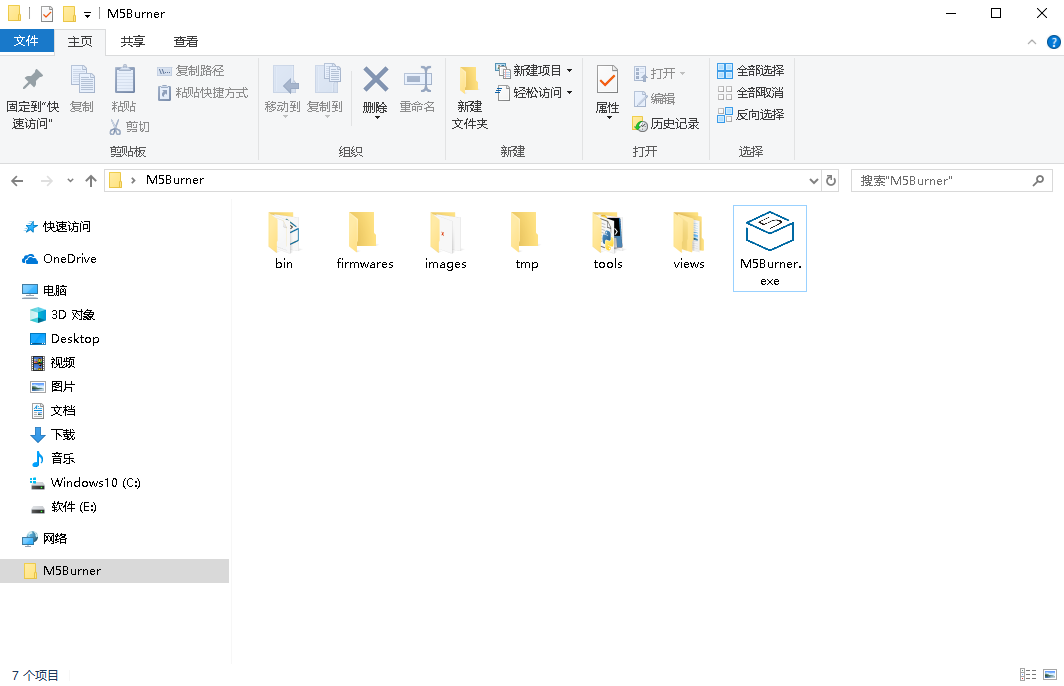 M5Burner
文件 主页 共享 查看
固定到"快速访问"
复制
粘贴
复制路径
粘贴快捷方式
剪切
剪贴板
移动到
复制到
删除
重命名
组织
新建文件夹
新建项目
轻松访问
新建
属性
打开
编辑
历史记录
打开
全部选择
全部取消
反向选择
选择
M5Burner
搜索"M5Burner"
快速访问
OneDrive
电脑
3D 对象
Desktop
视频
图片
文档
下载
音乐
Windows10 (C:)
软件 (E:)
网络
M5Burner
bin
firmwares
images
tmp
tools
views
M5Burner.
exe
7 个项目